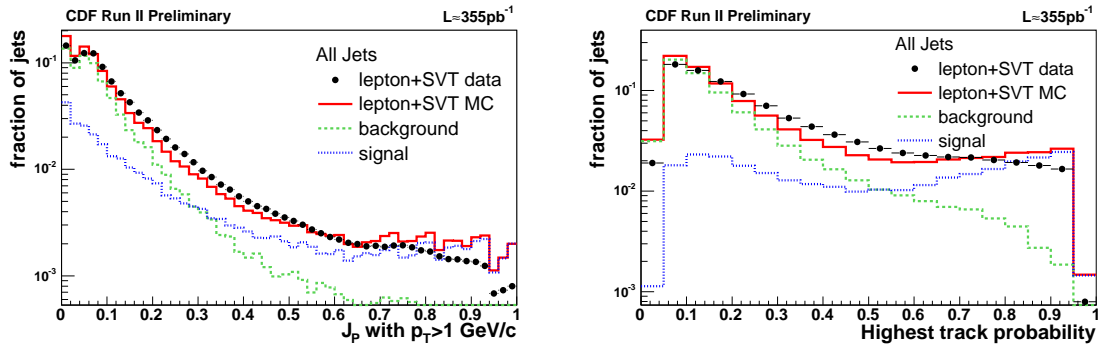 CDF Run II Preliminary L≈355pb⁻¹
fraction of jets
All Jets
lepton+SVT data
lepton+SVT MC
background
signal
10⁻¹
10⁻²
10⁻³
0 0.1 0.2 0.3 0.4 0.5 0.6 0.7 0.8 0.9 1
J_P with p_T>1 GeV/c
CDF Run II Preliminary L≈355pb⁻¹
fraction of jets
All Jets
lepton+SVT data
lepton+SVT MC
background
signal
10⁻¹
10⁻²
10⁻³
0 0.1 0.2 0.3 0.4 0.5 0.6 0.7 0.8 0.9 1
Highest track probability